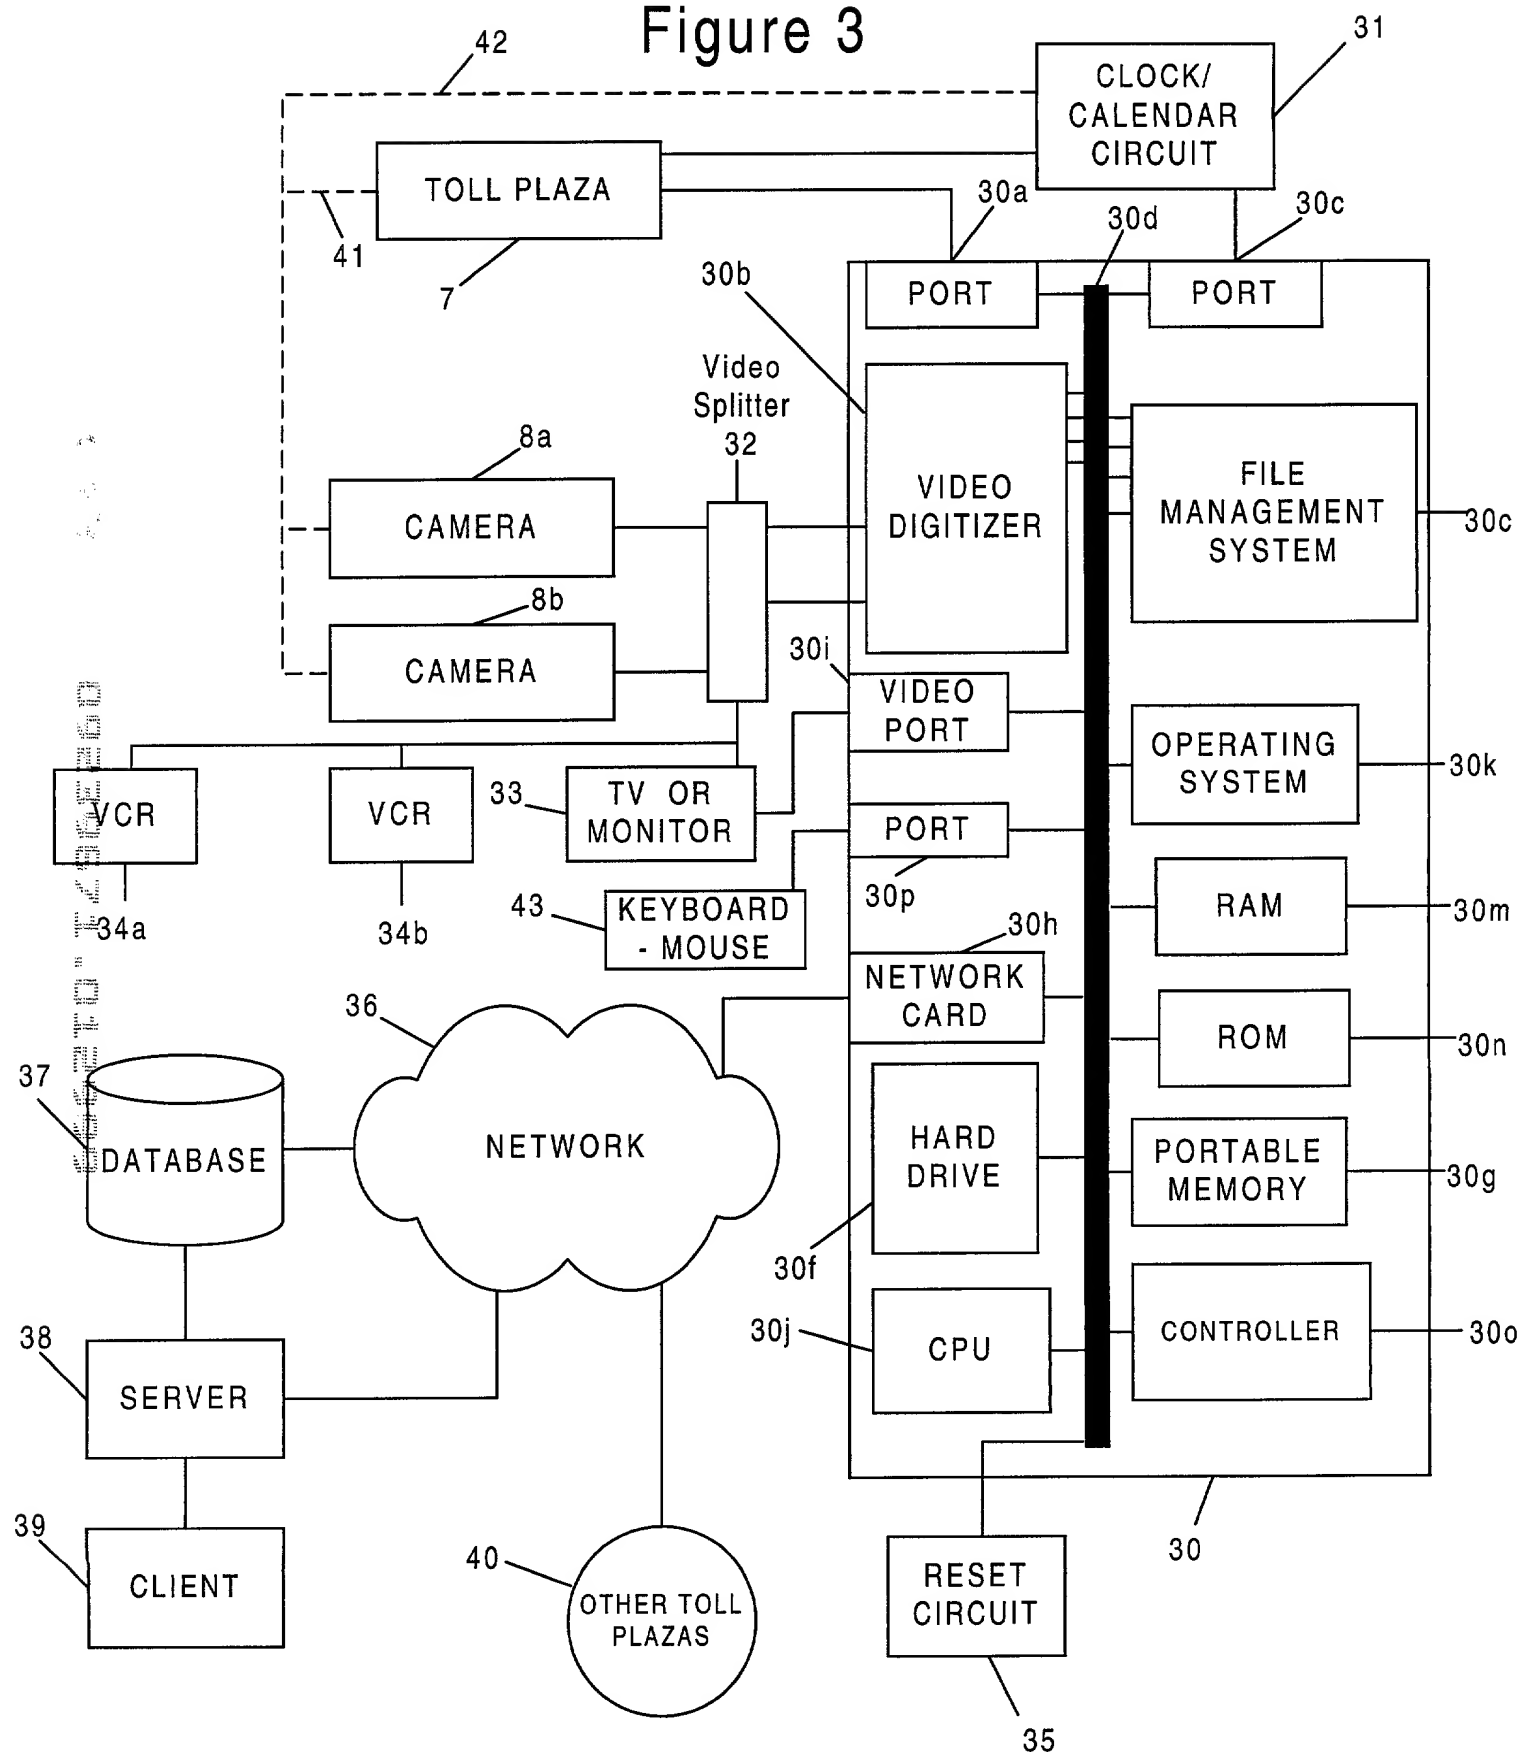 Figure 3
42
31
CLOCK/
CALENDAR
CIRCUIT
TOLL PLAZA
30a
30c
30d
41
7
30b
PORT
PORT
Video
Splitter
32
8a
CAMERA
VIDEO
DIGITIZER
FILE
MANAGEMENT
SYSTEM
30c
8b
CAMERA
30i
VIDEO
PORT
OPERATING
SYSTEM
30k
VCR
VCR
33
TV OR
MONITOR
PORT
30p
34a
34b
43
KEYBOARD
- MOUSE
RAM
30m
30h
NETWORK
CARD
36
ROM
30n
37
DATABASE
NETWORK
HARD
DRIVE
PORTABLE
MEMORY
30g
30f
38
SERVER
30j
CPU
CONTROLLER
30o
39
CLIENT
40
OTHER TOLL
PLAZAS
RESET
CIRCUIT
30
35